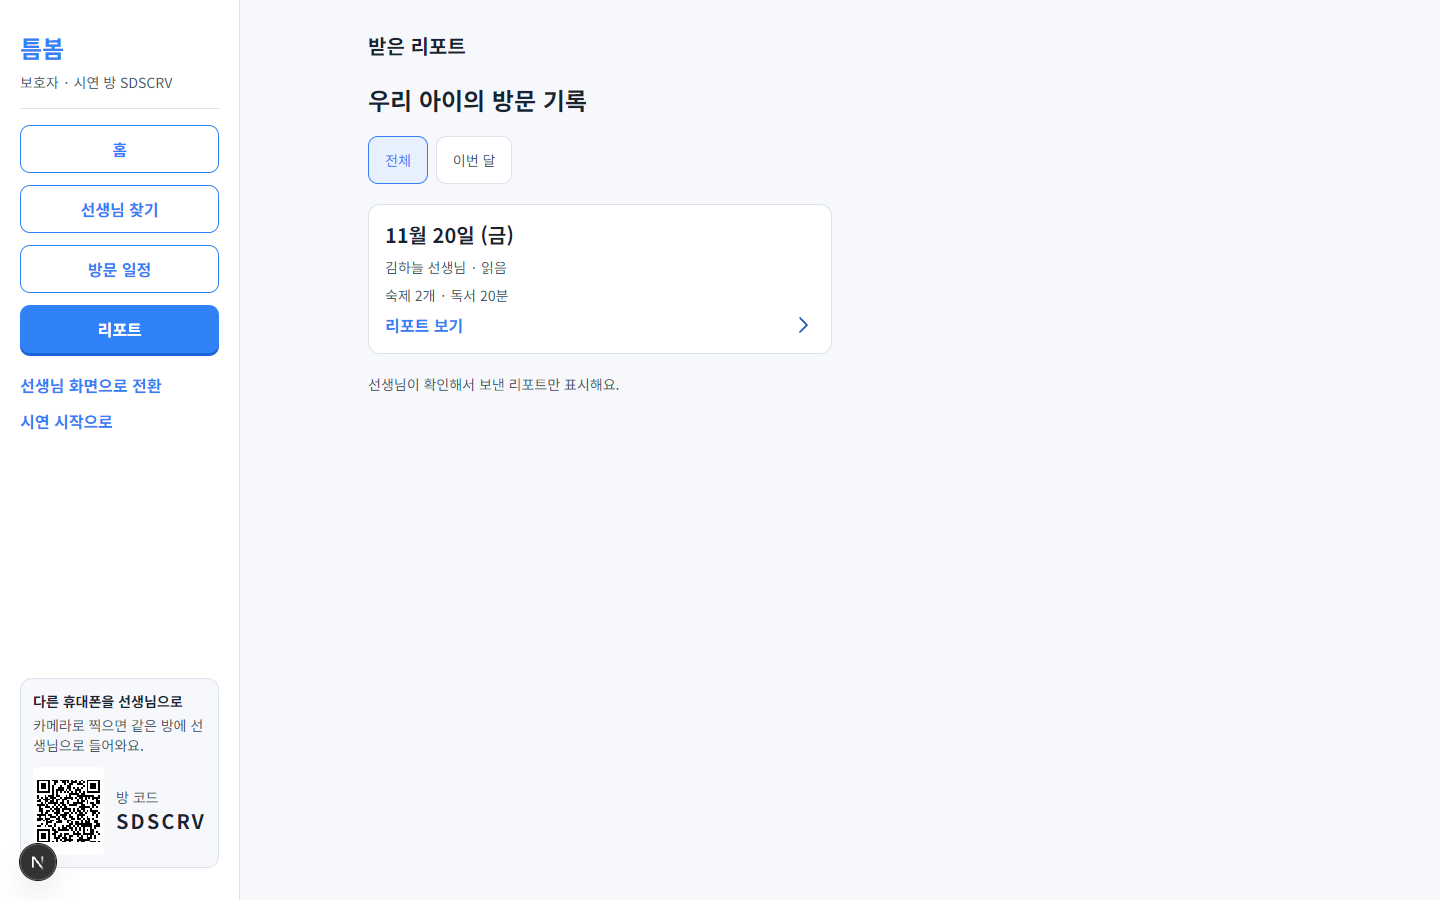 틈봄
보호자 · 시연 방 SDSCRV
홈
선생님 찾기
방문 일정
리포트
선생님 화면으로 전환
시연 시작으로
다른 휴대폰을 선생님으로
카메라로 찍으면 같은 방에 선
생님으로 들어와요.
방 코드
SDSCRV
N
받은 리포트
우리 아이의 방문 기록
전체
이번 달
11월 20일 (금)
김하늘 선생님 · 읽음
숙제 2개 · 독서 20분
리포트 보기
선생님이 확인해서 보낸 리포트만 표시해요.